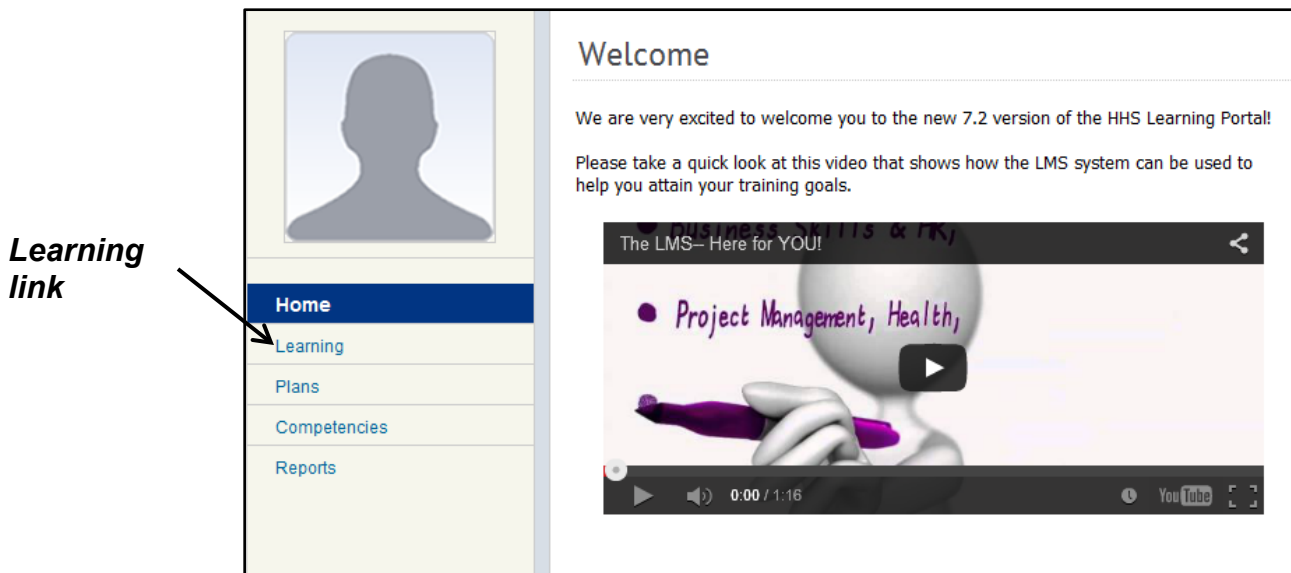 Learning
link
Home
Learning
Plans
Competencies
Reports
Welcome
We are very excited to welcome you to the new 7.2 version of the HHS Learning Portal!
Please take a quick look at this video that shows how the LMS system can be used to
help you attain your training goals.
Business Skills & HR,
The LMS– Here for YOU!
Project Management, Health,
0:00 / 1:16
YouTube